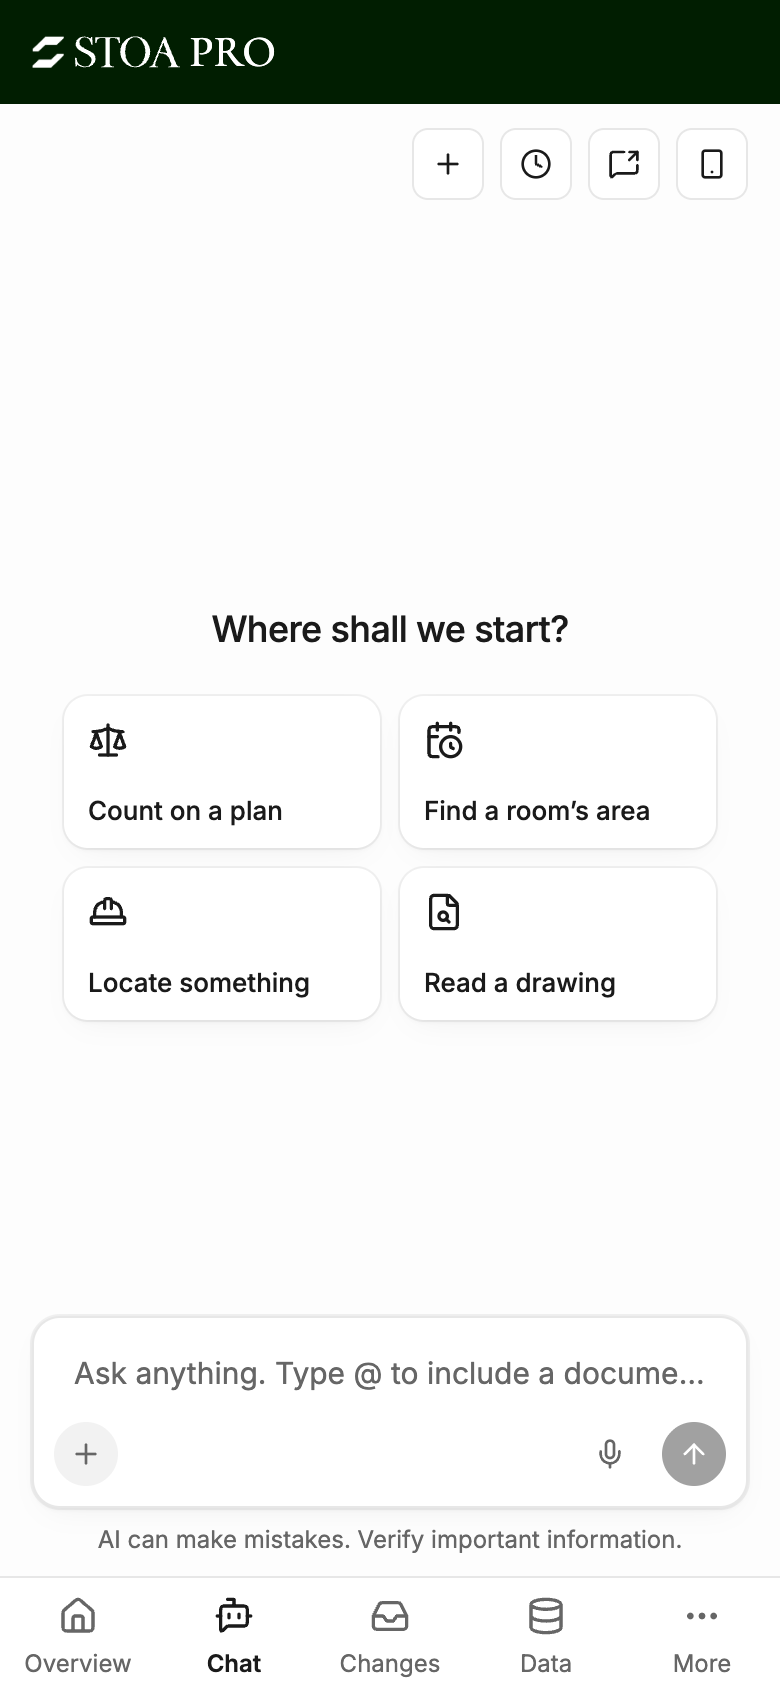 STOA PRO
Where shall we start?
Count on a plan
Find a room’s area
Locate something
Read a drawing
Ask anything. Type @ to include a docume...
AI can make mistakes. Verify important information.
Overview
Chat
Changes
Data
More